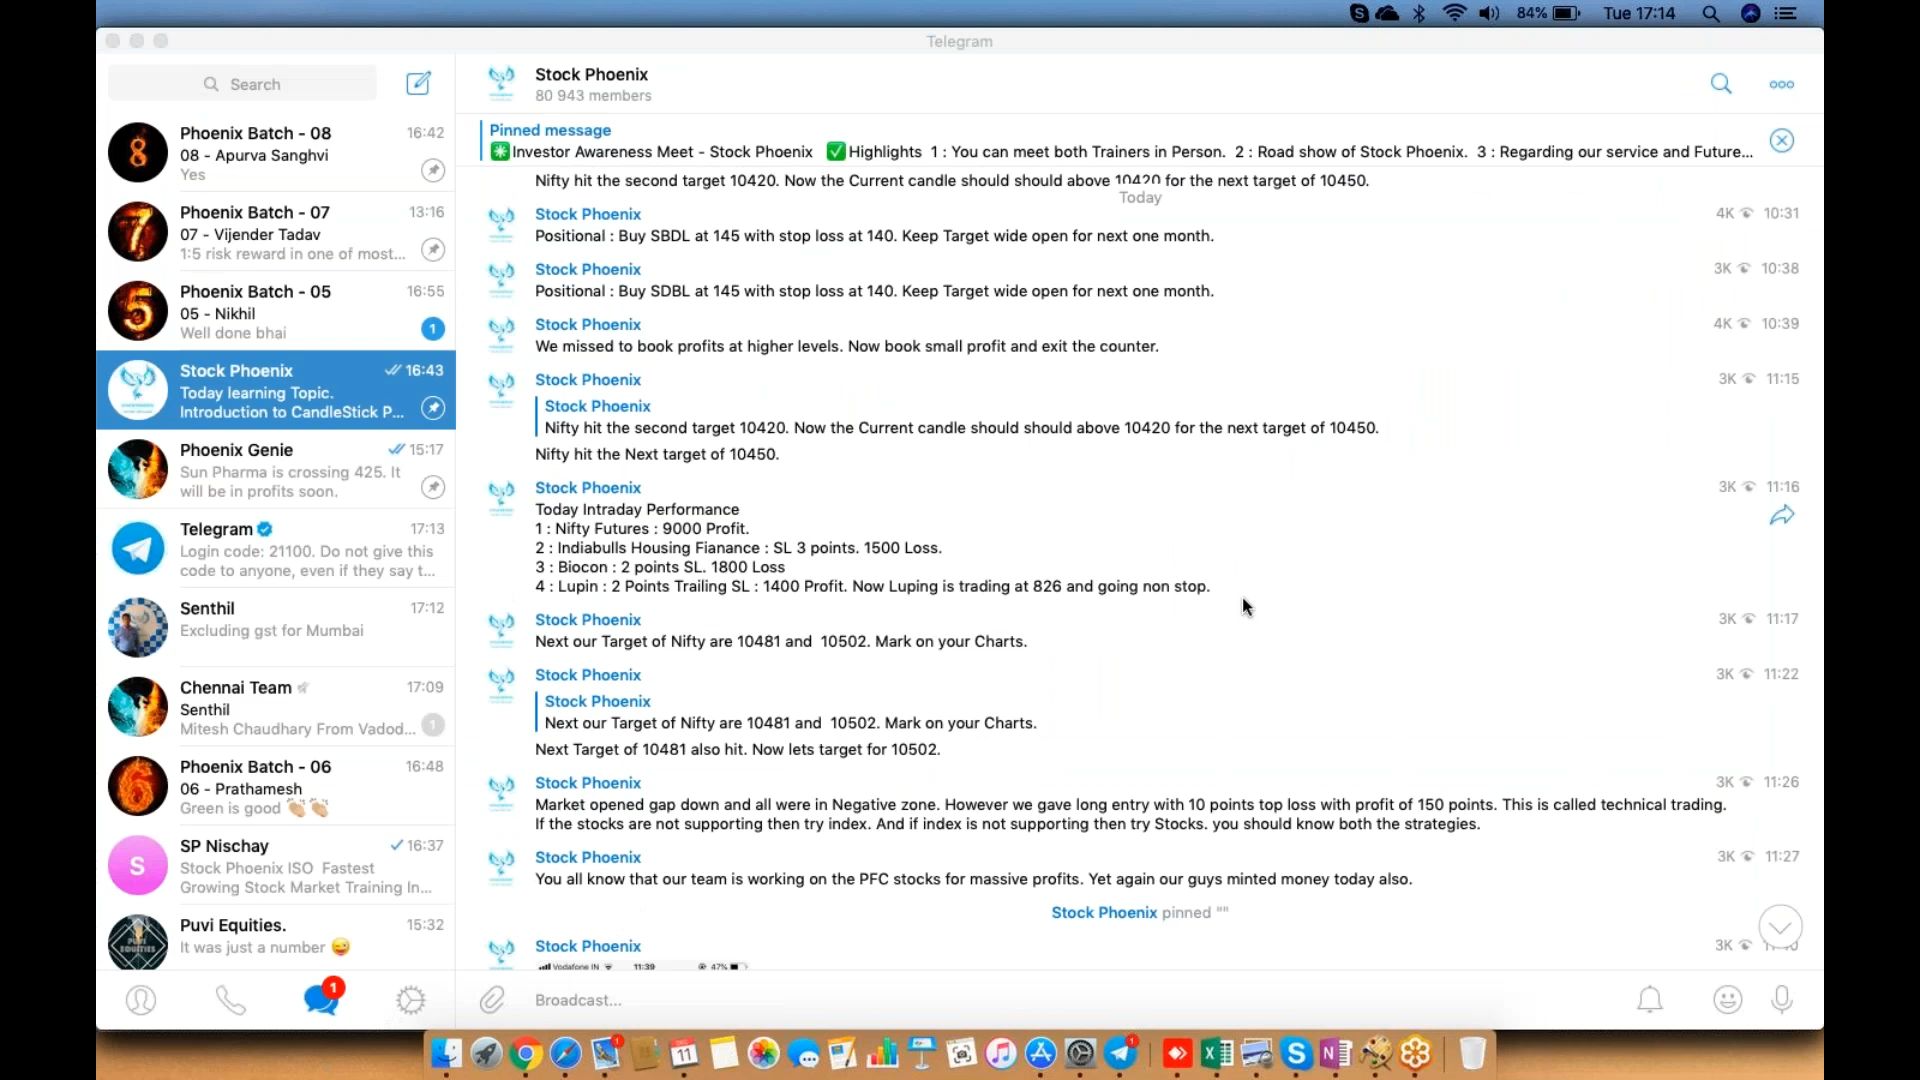 84%
Tue 17:14
Telegram
Search
Phoenix Batch - 08
16:42
08 - Apurva Sanghvi
Yes
Phoenix Batch - 07
13:16
07 - Vijender Tadav
1:5 risk reward in one of most...
Phoenix Batch - 05
16:55
05 - Nikhil
Well done bhai
1
Stock Phoenix
16:43
Today learning Topic.
Introduction to CandleStick P...
Phoenix Genie
15:17
Sun Pharma is crossing 425. It
will be in profits soon.
Telegram
17:13
Login code: 21100. Do not give this
code to anyone, even if they say t...
Senthil
17:12
Excluding gst for Mumbai
Chennai Team
17:09
Senthil
Mitesh Chaudhary From Vadod...
1
Phoenix Batch - 06
16:48
06 - Prathamesh
Green is good 👏🏻 👏🏻
SP Nischay
16:37
Stock Phoenix ISO Fastest
Growing Stock Market Training In...
Puvi Equities.
15:32
It was just a number 😜
1
Stock Phoenix
80 943 members
Pinned message
✳️Investor Awareness Meet - Stock Phoenix ✅Highlights 1 : You can meet both Trainers in Person. 2 : Road show of Stock Phoenix. 3 : Regarding our service and Future...
Nifty hit the second target 10420. Now the Current candle should should above 10420 for the next target of 10450.
Today
Stock Phoenix
4K 10:31
Positional : Buy SBDL at 145 with stop loss at 140. Keep Target wide open for next one month.
Stock Phoenix
3K 10:38
Positional : Buy SDBL at 145 with stop loss at 140. Keep Target wide open for next one month.
Stock Phoenix
4K 10:39
We missed to book profits at higher levels. Now book small profit and exit the counter.
Stock Phoenix
3K 11:15
Stock Phoenix
Nifty hit the second target 10420. Now the Current candle should should above 10420 for the next target of 10450.
Nifty hit the Next target of 10450.
Stock Phoenix
3K 11:16
Today Intraday Performance
1 : Nifty Futures : 9000 Profit.
2 : Indiabulls Housing Fianance : SL 3 points. 1500 Loss.
3 : Biocon : 2 points SL. 1800 Loss
4 : Lupin : 2 Points Trailing SL : 1400 Profit. Now Luping is trading at 826 and going non stop.
Stock Phoenix
3K 11:17
Next our Target of Nifty are 10481 and 10502. Mark on your Charts.
Stock Phoenix
3K 11:22
Stock Phoenix
Next our Target of Nifty are 10481 and 10502. Mark on your Charts.
Next Target of 10481 also hit. Now lets target for 10502.
Stock Phoenix
3K 11:26
Market opened gap down and all were in Negative zone. However we gave long entry with 10 points top loss with profit of 150 points. This is called technical trading.
If the stocks are not supporting then try index. And if index is not supporting then try Stocks. you should know both the strategies.
Stock Phoenix
3K 11:27
You all know that our team is working on the PFC stocks for massive profits. Yet again our guys minted money today also.
Stock Phoenix pinned ""
Stock Phoenix
3K
Vodafone IN 11:39 47%
Broadcast...
11